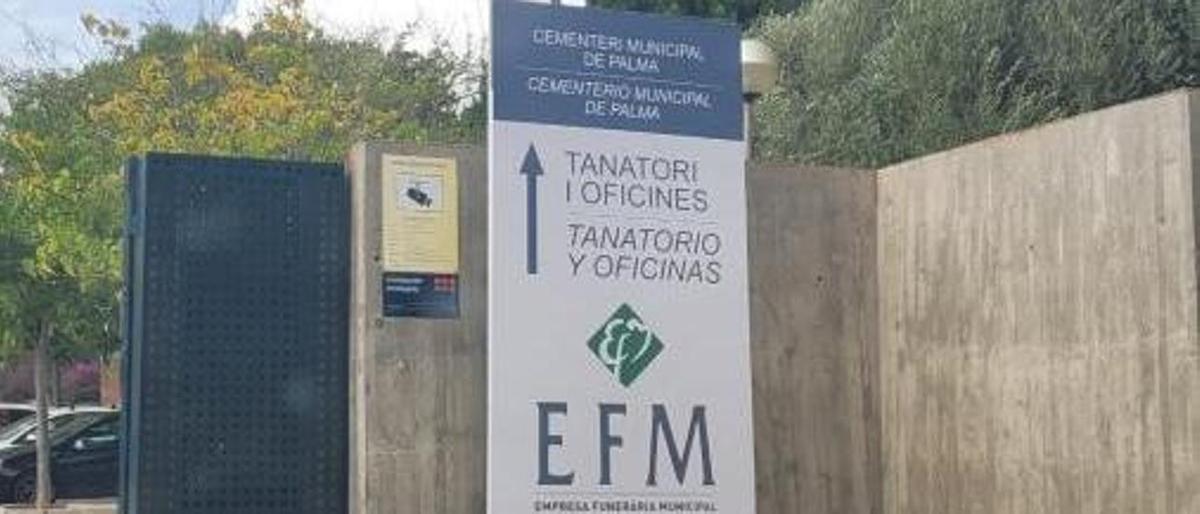 CEMENTERI MUNICIPAL
DE PALMA
CEMENTERIO MUNICIPAL
DE PALMA
TANATORI
I OFICINES
TANATORIO
Y OFICINAS
EFM
EMPRESA FUNERÀRIA MUNICIPAL